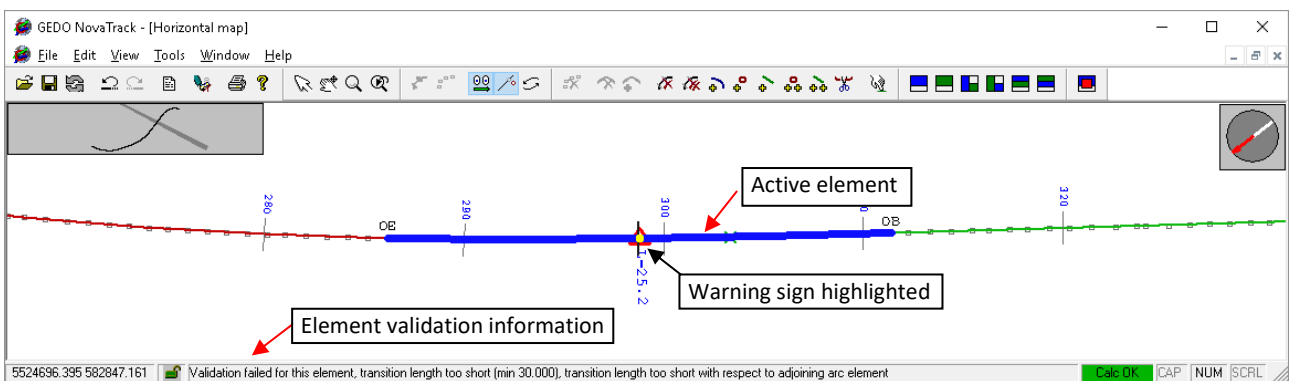 GEDO NovaTrack - [Horizontal map]
File Edit View Tools Window Help
280
290
300
320
OE
OB
Active element
L=25.2
Warning sign highlighted
Element validation information
5524696.395 582847.161 Validation failed for this element, transition length too short (min 30.000), transition length too short with respect to adjoining arc element Calc OK CAP NUM SCRL